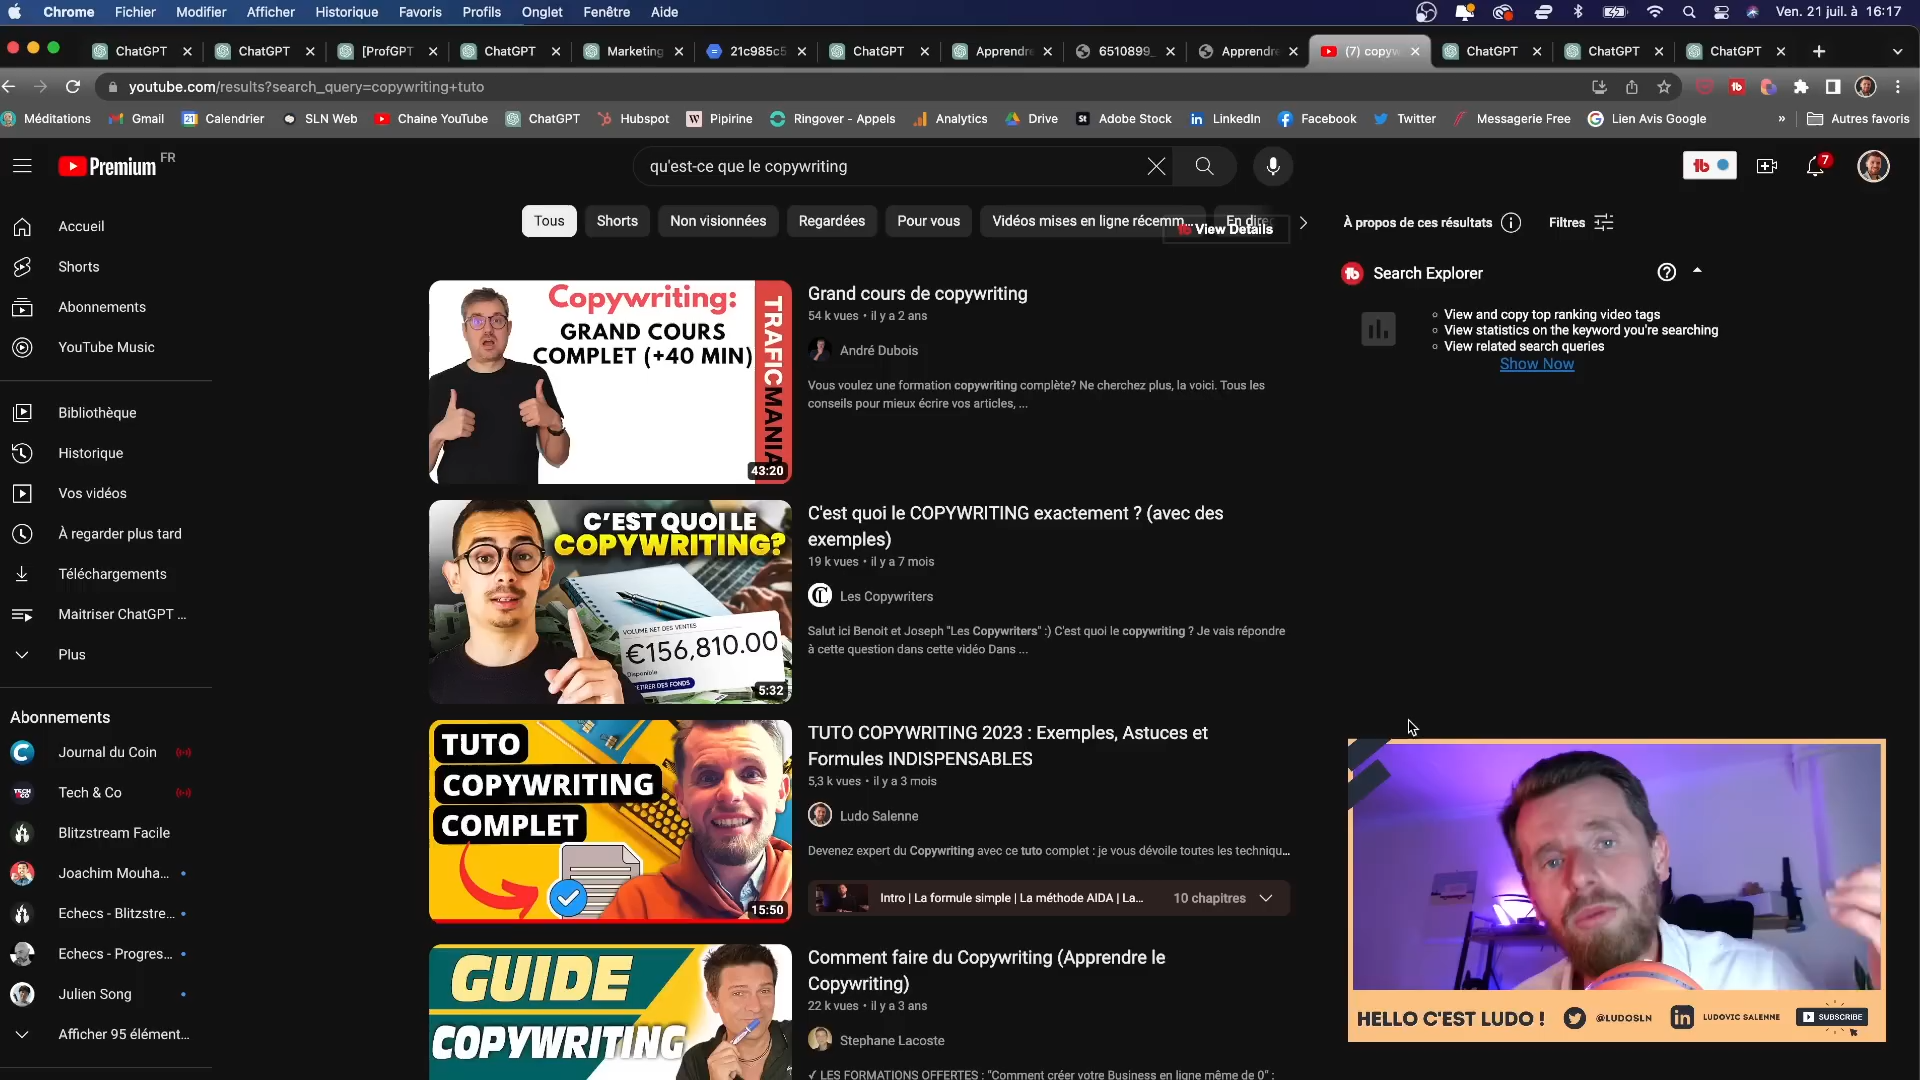 Chrome Fichier Modifier Afficher Historique Favoris Profils Onglet Fenêtre Aide
Ven. 21 juil. à 16:17
ChatGPT
ChatGPT
[ProfGPT
ChatGPT
Marketing
21c985c5
ChatGPT
Apprendre
6510899_
Apprendre
(7) copyw
ChatGPT
ChatGPT
ChatGPT
youtube.com/results?search_query=copywriting+tuto
Méditations Gmail Calendrier SLN Web Chaine YouTube ChatGPT Hubspot Pipirine Ringover - Appels Analytics Drive Adobe Stock LinkedIn Facebook Twitter Messagerie Free Lien Avis Google » Autres favoris
Premium FR
qu'est-ce que le copywriting
7
Tous Shorts Non visionnées Regardées Pour vous Vidéos mises en ligne récemm... En direc
View Details
À propos de ces résultats
Filtres
Accueil
Shorts
Abonnements
YouTube Music
Bibliothèque
Historique
Vos vidéos
À regarder plus tard
Téléchargements
Maitriser ChatGPT ...
Plus
Abonnements
Journal du Coin
Tech & Co
Blitzstream Facile
Joachim Mouha...
Echecs - Blitzstre...
Echecs - Progres...
Julien Song
Afficher 95 élément...
Copywriting:
GRAND COURS
COMPLET (+40 MIN)
TRAFICMANIA
43:20
Grand cours de copywriting
54 k vues • il y a 2 ans
André Dubois
Vous voulez une formation copywriting complète? Ne cherchez plus, la voici. Tous les
conseils pour mieux écrire vos articles, ...
C'EST QUOI LE
COPYWRITING?
VOLUME NET DES VENTES
€156,810.00
Disponible
RETIRER DES FONDS
5:32
C'est quoi le COPYWRITING exactement ? (avec des
exemples)
19 k vues • il y a 7 mois
Les Copywriters
Salut ici Benoit et Joseph "Les Copywriters" :) C'est quoi le copywriting ? Je vais répondre
à cette question dans cette vidéo Dans ...
TUTO
COPYWRITING
COMPLET
15:50
TUTO COPYWRITING 2023 : Exemples, Astuces et
Formules INDISPENSABLES
5,3 k vues • il y a 3 mois
Ludo Salenne
Devenez expert du Copywriting avec ce tuto complet : je vous dévoile toutes les techniqu...
Intro | La formule simple | La méthode AIDA | La...
10 chapitres
GUIDE
COPYWRITING
Comment faire du Copywriting (Apprendre le
Copywriting)
22 k vues • il y a 3 ans
Stephane Lacoste
✓ LES FORMATIONS OFFERTES : "Comment créer votre Business en ligne même de 0" :
Search Explorer
View and copy top ranking video tags
View statistics on the keyword you're searching
View related search queries
Show Now
HELLO C'EST LUDO !
@LUDOSLN
LUDOVIC SALENNE
SUBSCRIBE